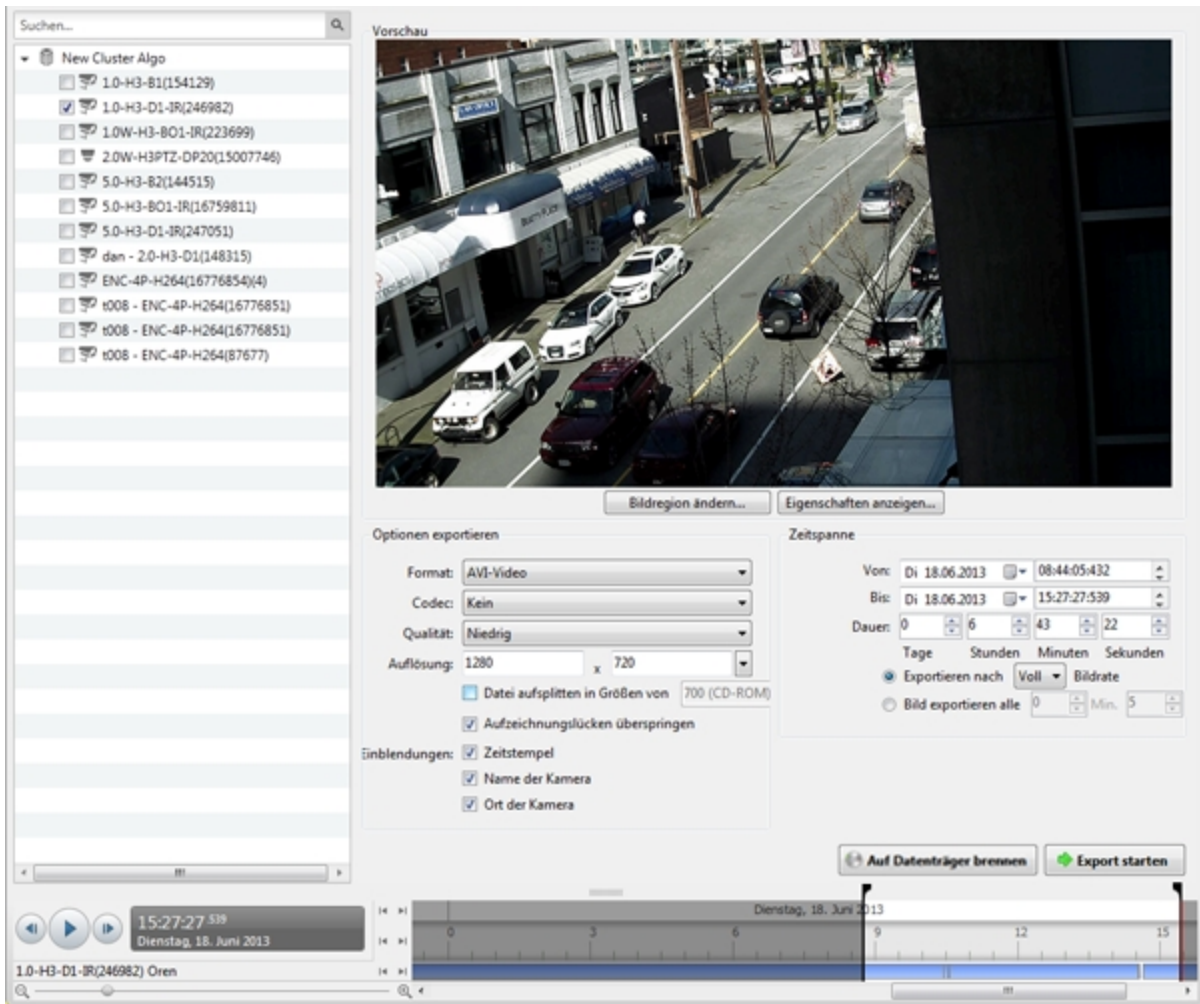 Suchen...
New Cluster Algo
1.0-H3-B1(154129)
1.0-H3-D1-IR(246982)
1.0W-H3-BO1-IR(223699)
2.0W-H3PTZ-DP20(15007746)
5.0-H3-B2(144515)
5.0-H3-BO1-IR(16759811)
5.0-H3-D1-IR(247051)
dan - 2.0-H3-D1(148315)
ENC-4P-H264(16776854)(4)
t008 - ENC-4P-H264(16776851)
t008 - ENC-4P-H264(16776851)
t008 - ENC-4P-H264(87677)
Vorschau
Bildregion ändern...
Eigenschaften anzeigen...
Optionen exportieren
Format: AVI-Video
Codec: Kein
Qualität: Niedrig
Auflösung: 1280 x 720
Datei aufsplitten in Größen von 700 (CD-ROM)
Aufzeichnungslücken überspringen
Einblendungen: Zeitstempel
Name der Kamera
Ort der Kamera
Zeitspanne
Von: Di 18.06.2013 08:44:05:432
Bis: Di 18.06.2013 15:27:27:539
Dauer: 0 6 43 22
Tage Stunden Minuten Sekunden
Exportieren nach Voll Bildrate
Bild exportieren alle 0 Min. 5
Auf Datenträger brennen
Export starten
15:27:27.539
Dienstag, 18. Juni 2013
Dienstag, 18. Juni 2013
0 3 6 9 12 15
1.0-H3-D1-IR(246982) Oren